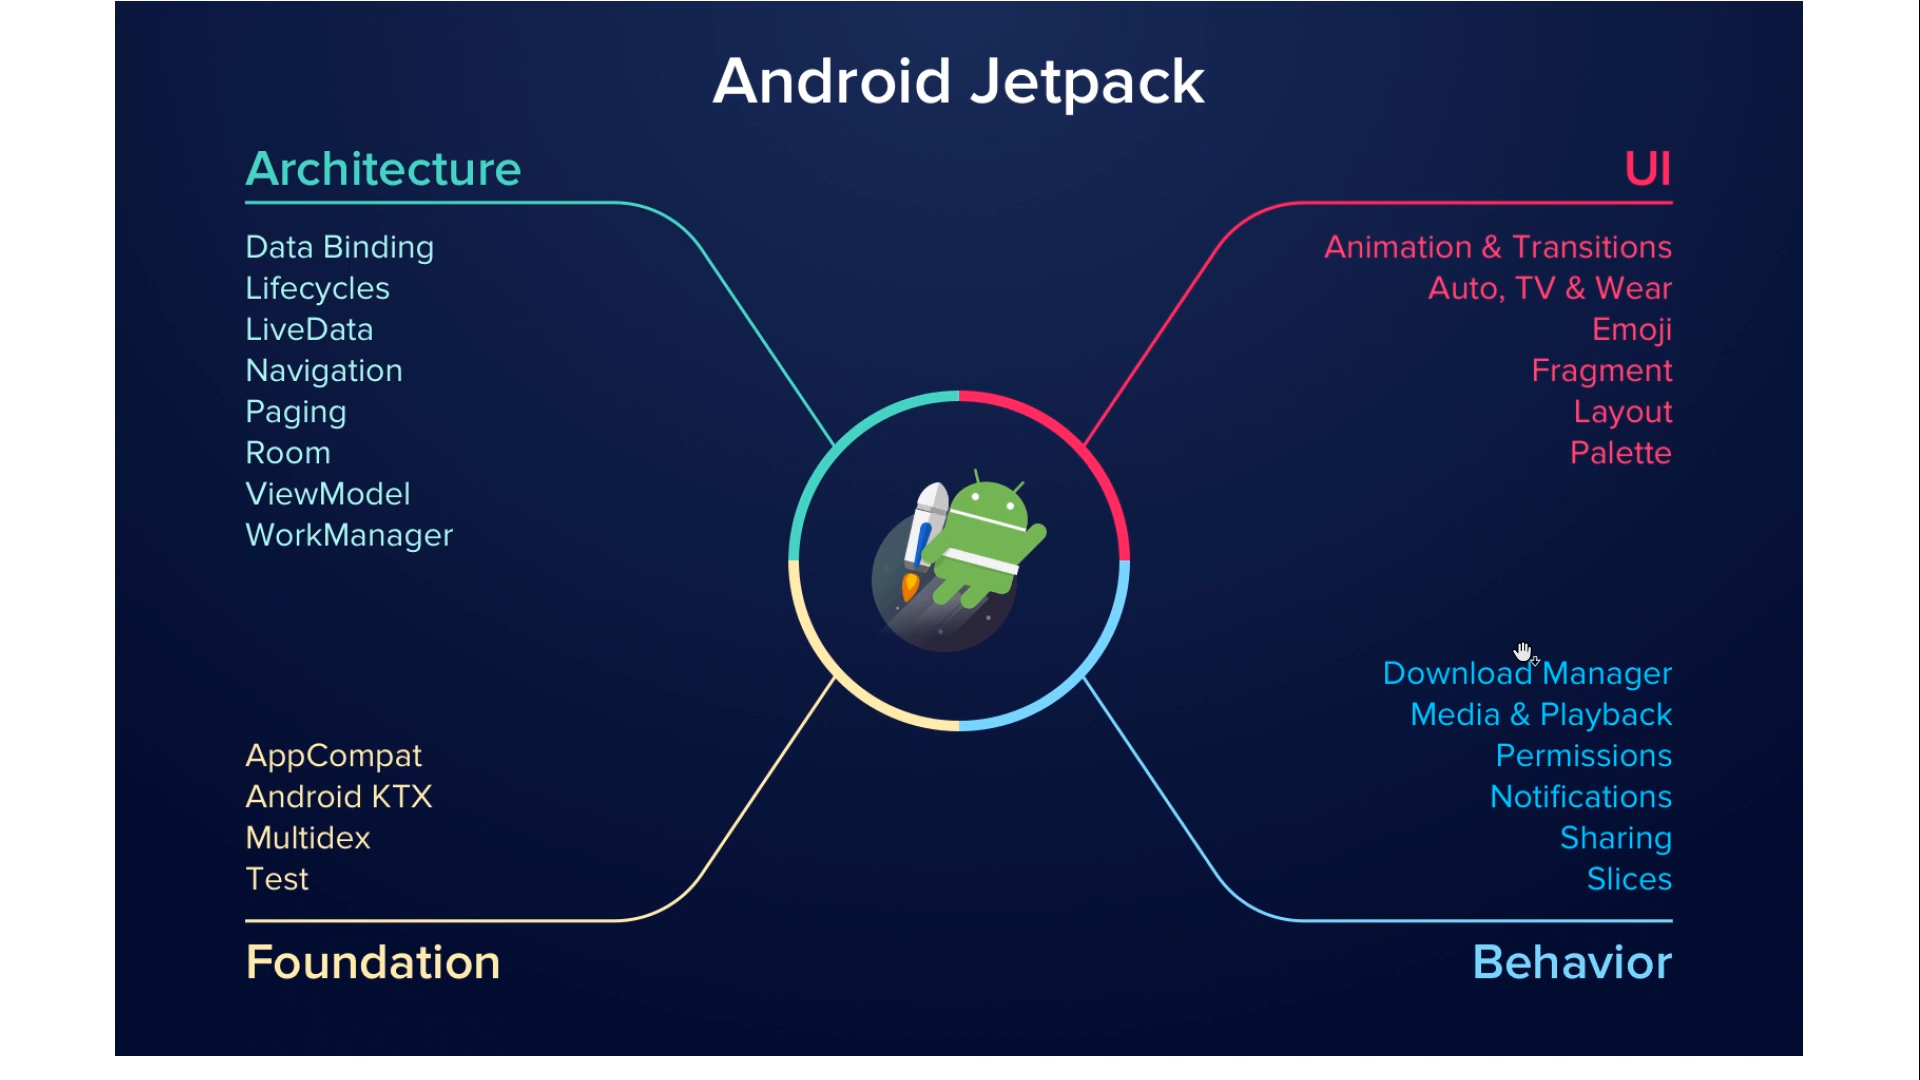 Android Jetpack
Architecture
Data Binding
Lifecycles
LiveData
Navigation
Paging
Room
ViewModel
WorkManager
UI
Animation & Transitions
Auto, TV & Wear
Emoji
Fragment
Layout
Palette
AppCompat
Android KTX
Multidex
Test
Foundation
Download Manager
Media & Playback
Permissions
Notifications
Sharing
Slices
Behavior